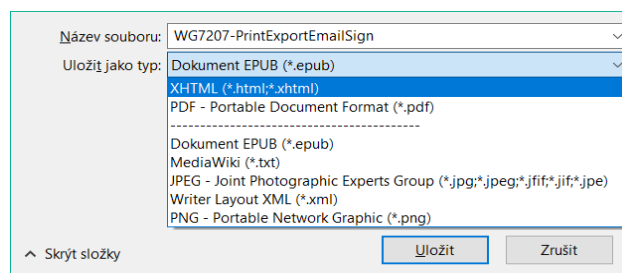 Název souboru: WG7207-PrintExportEmailSign
Uložit jako typ: Dokument EPUB (*.epub)
XHTML (*.html;*.xhtml)
PDF - Portable Document Format (*.pdf)
----------------------------------------
Dokument EPUB (*.epub)
MediaWiki (*.txt)
JPEG - Joint Photographic Experts Group (*.jpg;*.jpeg;*.jfif;*.jif;*.jpe)
Writer Layout XML (*.xml)
PNG - Portable Network Graphic (*.png)
Skrýt složky Uložit Zrušit